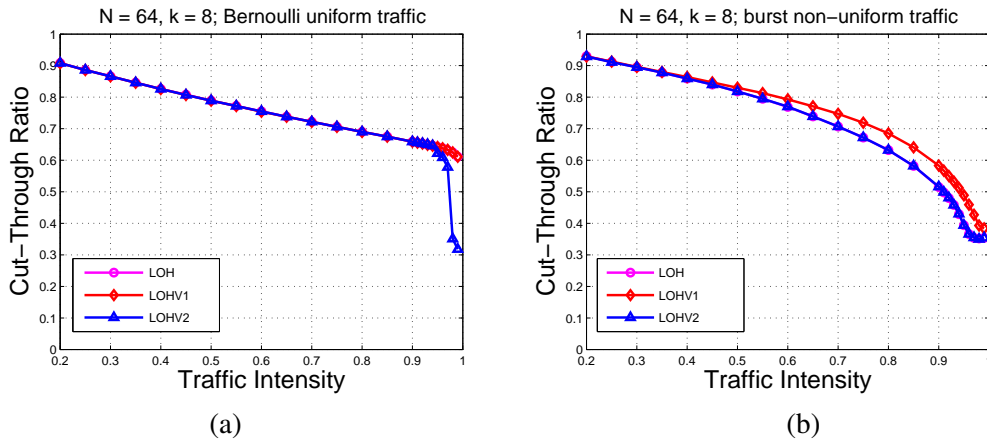 N = 64, k = 8; Bernoulli uniform traffic
1
0.9
0.8
0.7
0.6
0.5
0.4
0.3
0.2
0.1
0
Cut−Through Ratio
LOH
LOHV1
LOHV2
0.2 0.3 0.4 0.5 0.6 0.7 0.8 0.9 1
Traffic Intensity
(a)
N = 64, k = 8; burst non−uniform traffic
1
0.9
0.8
0.7
0.6
0.5
0.4
0.3
0.2
0.1
0
Cut−Through Ratio
LOH
LOHV1
LOHV2
0.2 0.3 0.4 0.5 0.6 0.7 0.8 0.9
Traffic Intensity
(b)